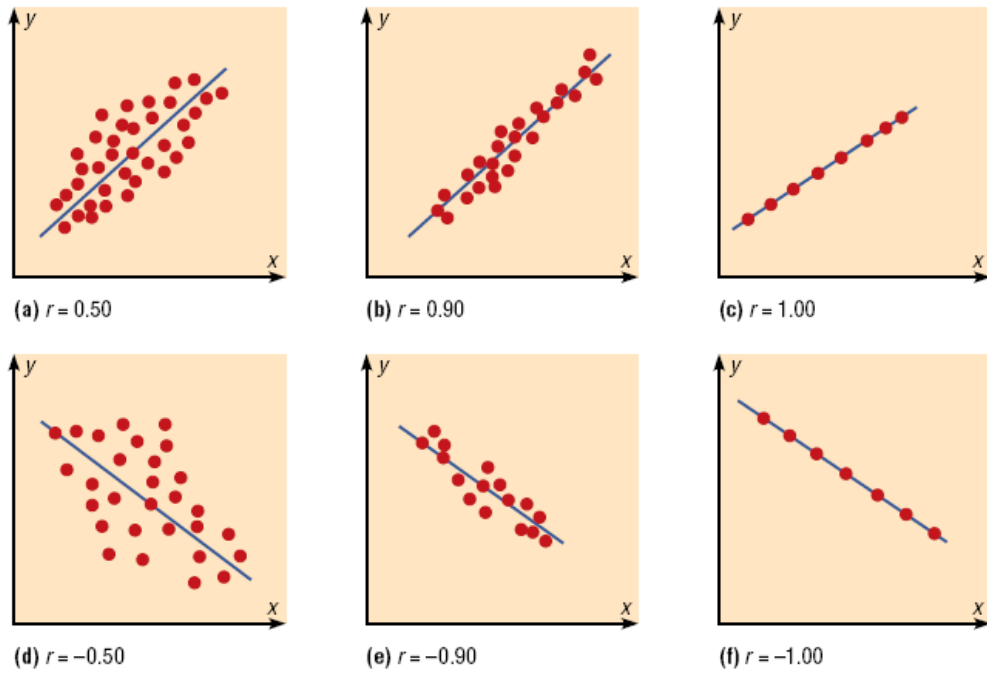 y
x
(a) r = 0.50
y
x
(b) r = 0.90
y
x
(c) r = 1.00
y
x
(d) r = –0.50
y
x
(e) r = –0.90
y
x
(f) r = –1.00